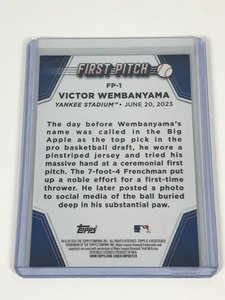 FIRST PITCH
FP-1
VICTOR WEMBANYAMA
YANKEE STADIUM™ • JUNE 20, 2023
The day before Wembanyama's
name was called in the Big
Apple as the top pick in the
pro basketball draft, he wore a
pinstriped jersey and tried his
massive hand at a ceremonial first
pitch. The 7-foot-4 Frenchman put
up a noble effort for a first-time
thrower. He later posted a photo
to social media of the ball buried
deep in his substantial paw.
Topps